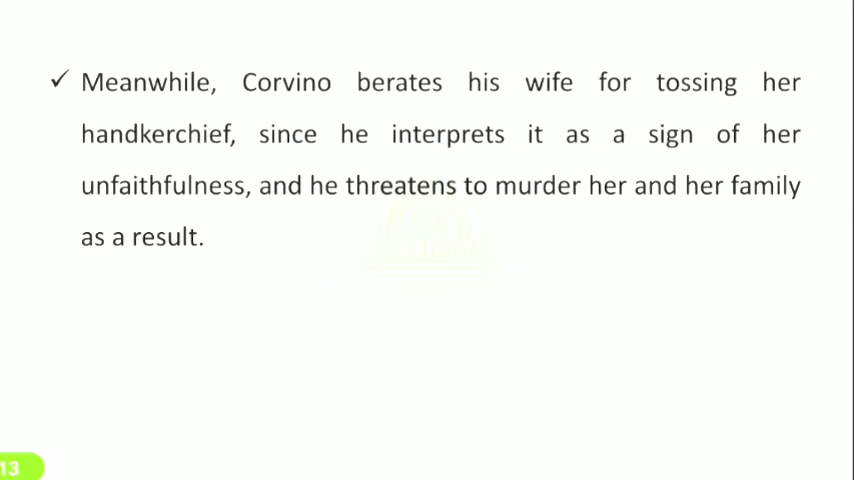 ✓ Meanwhile, Corvino berates his wife for tossing her
handkerchief, since he interprets it as a sign of her
unfaithfulness, and he threatens to murder her and her family
as a result.
13